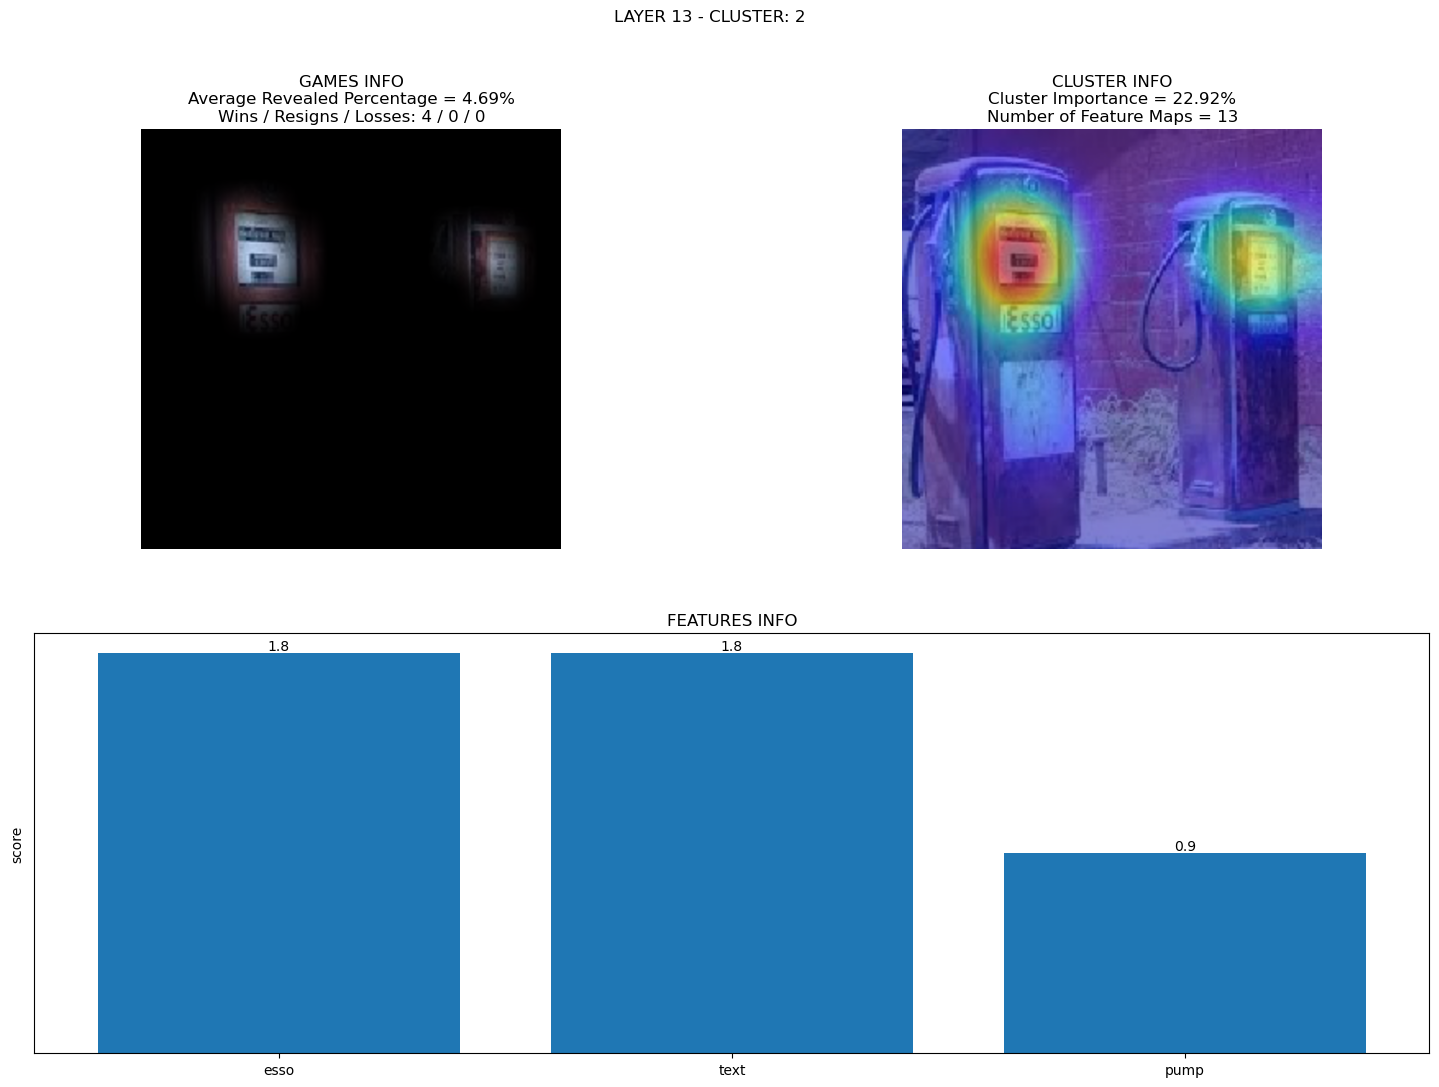 LAYER 13 - CLUSTER: 2
GAMES INFO
Average Revealed Percentage = 4.69%
Wins / Resigns / Losses: 4 / 0 / 0
ESSO
CLUSTER INFO
Cluster Importance = 22.92%
Number of Feature Maps = 13
ESSO
ESSO
FEATURES INFO
score
1.8
1.8
0.9
esso
text
pump